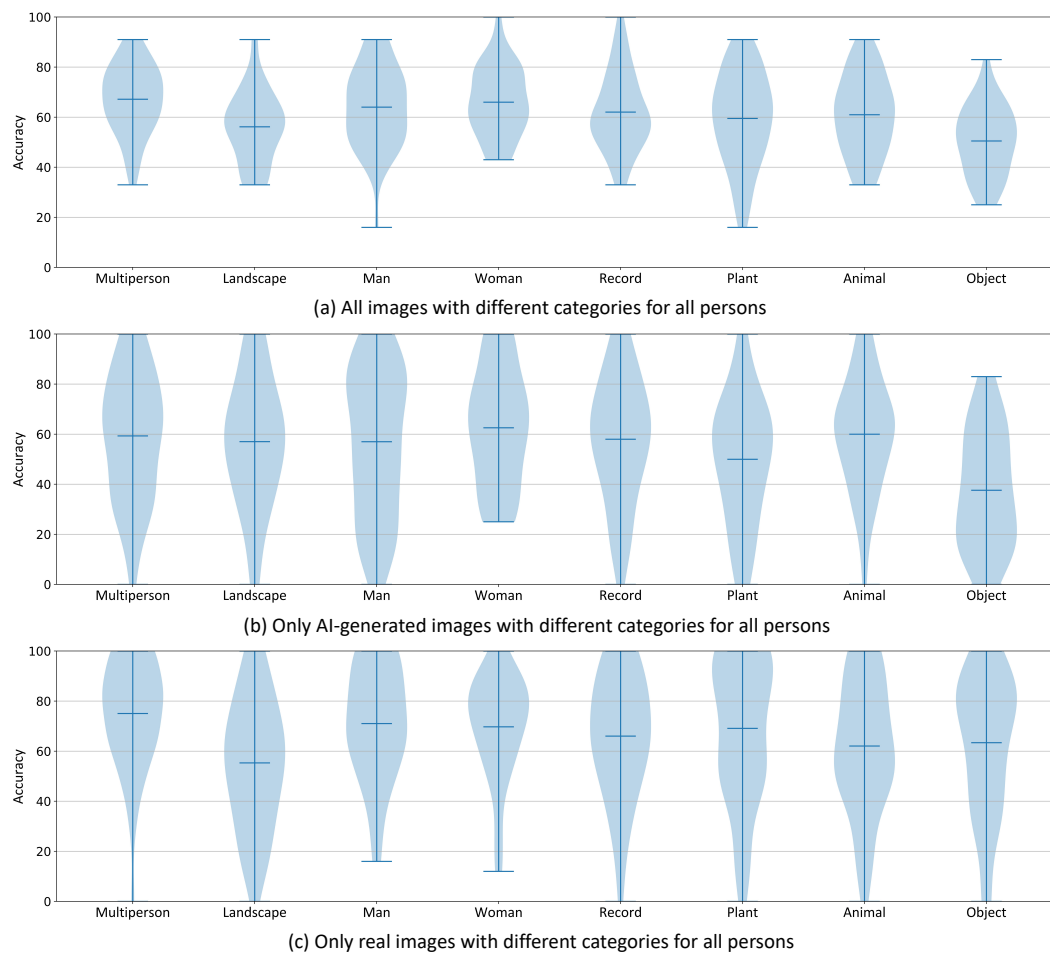 100
80
60
40
20
0
Accuracy
Multiperson Landscape Man Woman Record Plant Animal Object
(a) All images with different categories for all persons
100
80
60
40
20
0
Accuracy
Multiperson Landscape Man Woman Record Plant Animal Object
(b) Only AI-generated images with different categories for all persons
100
80
60
40
20
0
Accuracy
Multiperson Landscape Man Woman Record Plant Animal Object
(c) Only real images with different categories for all persons